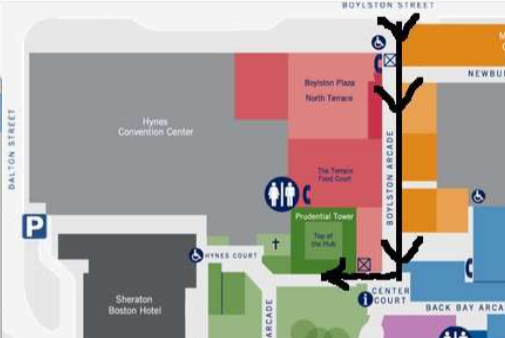 BOYLSTON STREET
Boylston Plaza
North Terrace
NEWBU
Hynes
Convention Center
DALTON STREET
BOYLSTON ARCADE
The Terrace
Food Court
Prudential Tower
Top of
the Hub
P
HYNES COURT
Sheraton
Boston Hotel
ARCADE
i
CENTER
COURT
BACK BAY ARCA